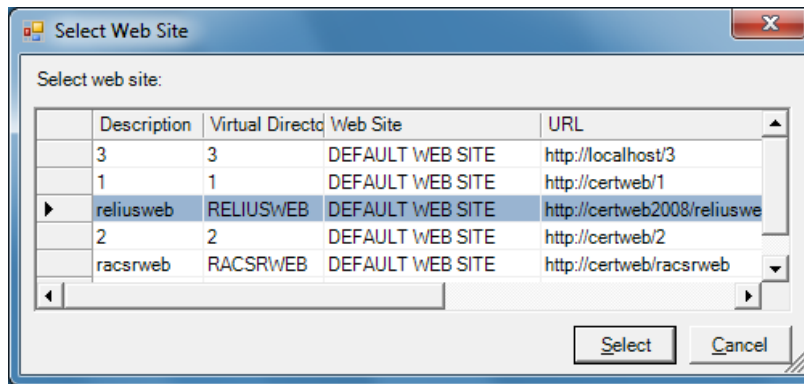 Select Web Site
Select web site:
Description Virtual Directo Web Site URL
3 3 DEFAULT WEB SITE http://localhost/3
1 1 DEFAULT WEB SITE http://certweb/1
reliusweb RELIUSWEB DEFAULT WEB SITE http://certweb2008/reliuswe
2 2 DEFAULT WEB SITE http://certweb/2
racsrweb RACSRWEB DEFAULT WEB SITE http://certweb/racsrweb
Select Cancel